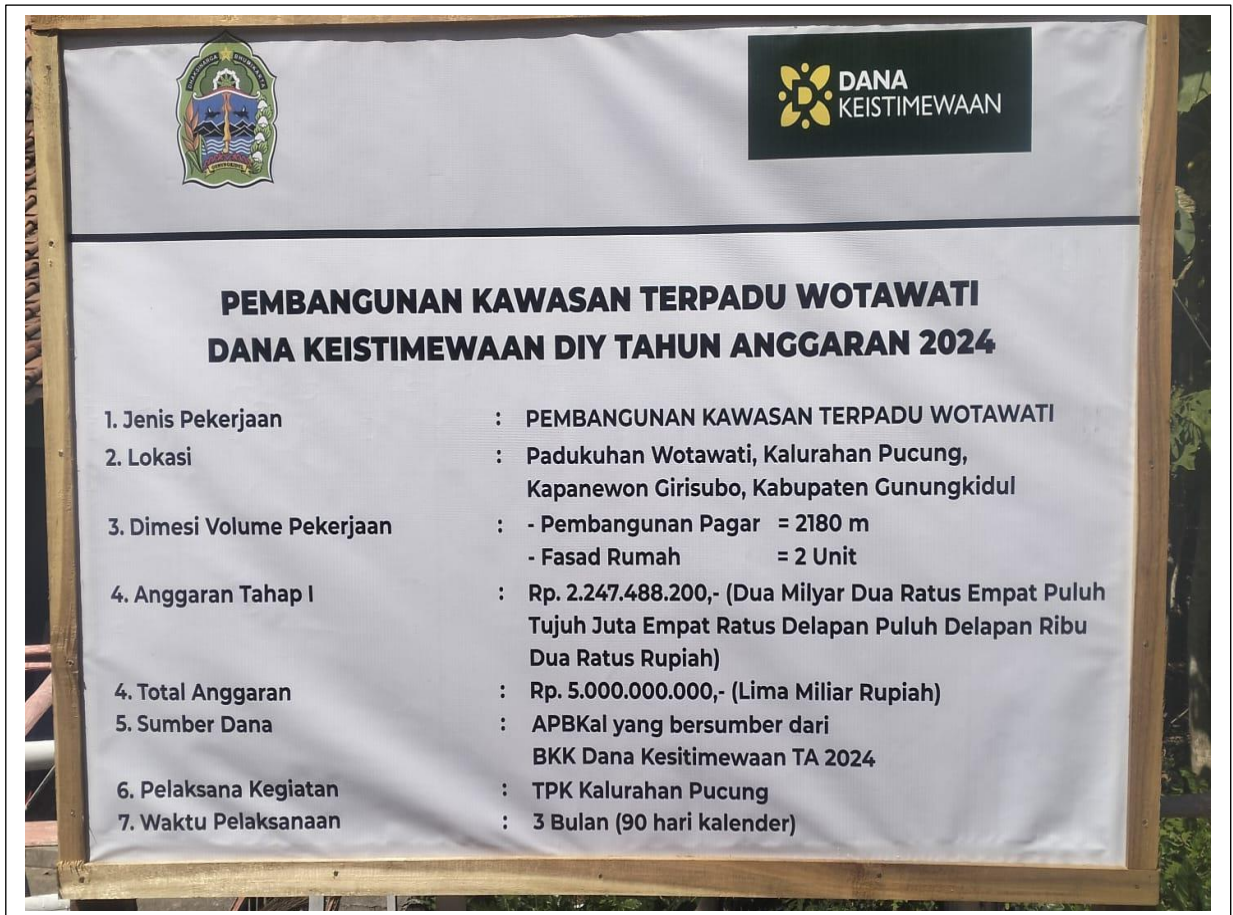 DANA
KEISTIMEWAAN
PEMBANGUNAN KAWASAN TERPADU WOTAWATI
DANA KEISTIMEWAAN DIY TAHUN ANGGARAN 2024
1. Jenis Pekerjaan : PEMBANGUNAN KAWASAN TERPADU WOTAWATI
2. Lokasi : Padukuhan Wotawati, Kalurahan Pucung,
Kapanewon Girisubo, Kabupaten Gunungkidul
3. Dimesi Volume Pekerjaan : - Pembangunan Pagar = 2180 m
- Fasad Rumah = 2 Unit
4. Anggaran Tahap I : Rp. 2.247.488.200,- (Dua Milyar Dua Ratus Empat Puluh
Tujuh Juta Empat Ratus Delapan Puluh Delapan Ribu
Dua Ratus Rupiah)
4. Total Anggaran : Rp. 5.000.000.000,- (Lima Miliar Rupiah)
5. Sumber Dana : APBKal yang bersumber dari
BKK Dana Kesitimewaan TA 2024
6. Pelaksana Kegiatan : TPK Kalurahan Pucung
7. Waktu Pelaksanaan : 3 Bulan (90 hari kalender)